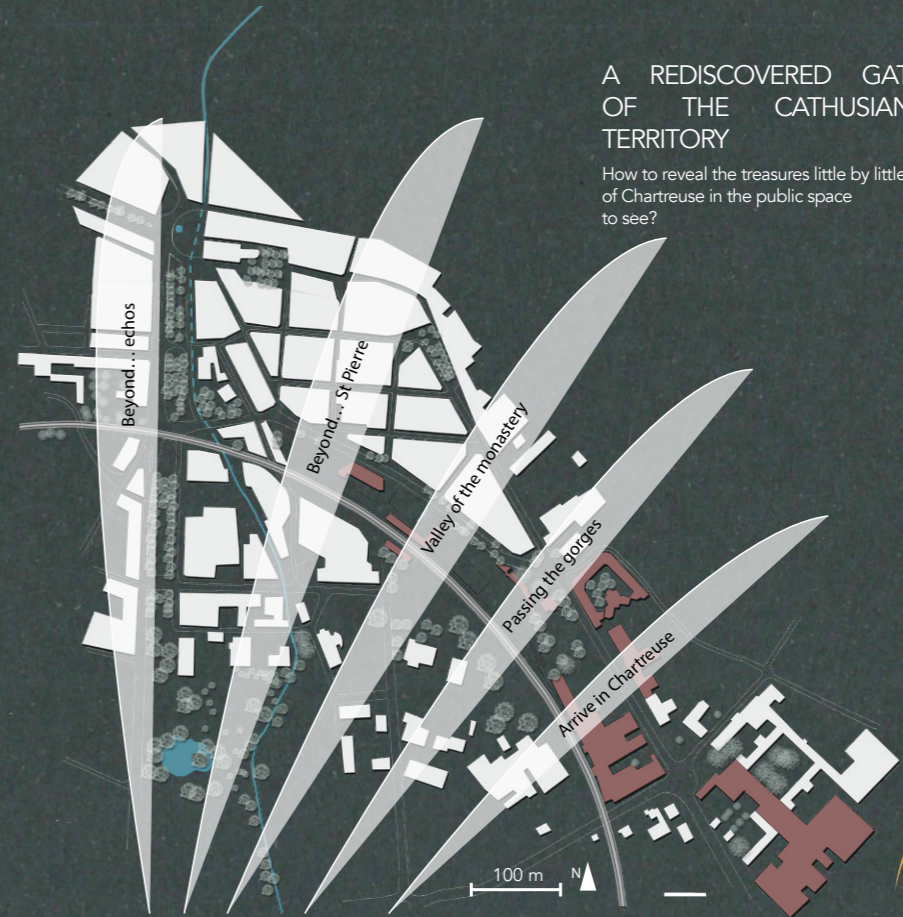 A REDISCOVERED GAT
OF THE CATHUSIAN
TERRITORY
How to reveal the treasures little by little
of Chartreuse in the public space
to see?
Beyond... echos
Beyond... St Pierre
Valley of the monastery
Passing the gorges
Arrive in Chartreuse
100 m
N